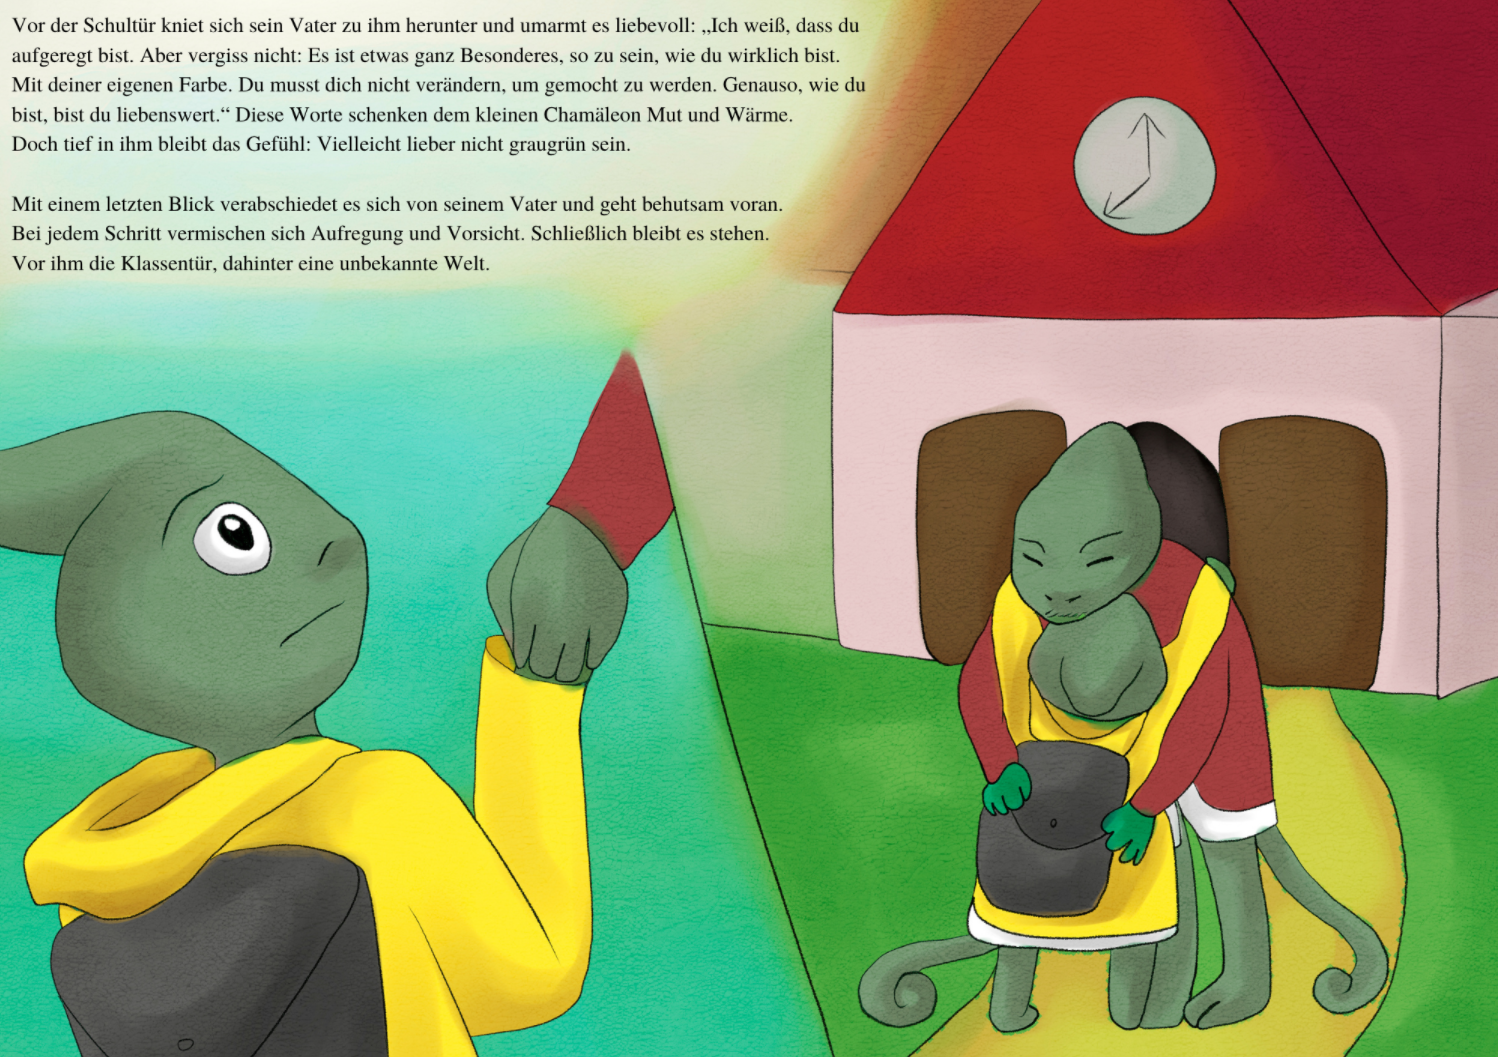 Vor der Schultür kniet sich sein Vater zu ihm herunter und umarmt es liebevoll: „Ich weiß, dass du
aufgeregt bist. Aber vergiss nicht: Es ist etwas ganz Besonderes, so zu sein, wie du wirklich bist.
Mit deiner eigenen Farbe. Du musst dich nicht verändern, um gemocht zu werden. Genauso, wie du
bist, bist du liebenswert.“ Diese Worte schenken dem kleinen Chamäleon Mut und Wärme.
Doch tief in ihm bleibt das Gefühl: Vielleicht lieber nicht graugrün sein.
Mit einem letzten Blick verabschiedet es sich von seinem Vater und geht behutsam voran.
Bei jedem Schritt vermischen sich Aufregung und Vorsicht. Schließlich bleibt es stehen.
Vor ihm die Klassentür, dahinter eine unbekannte Welt.